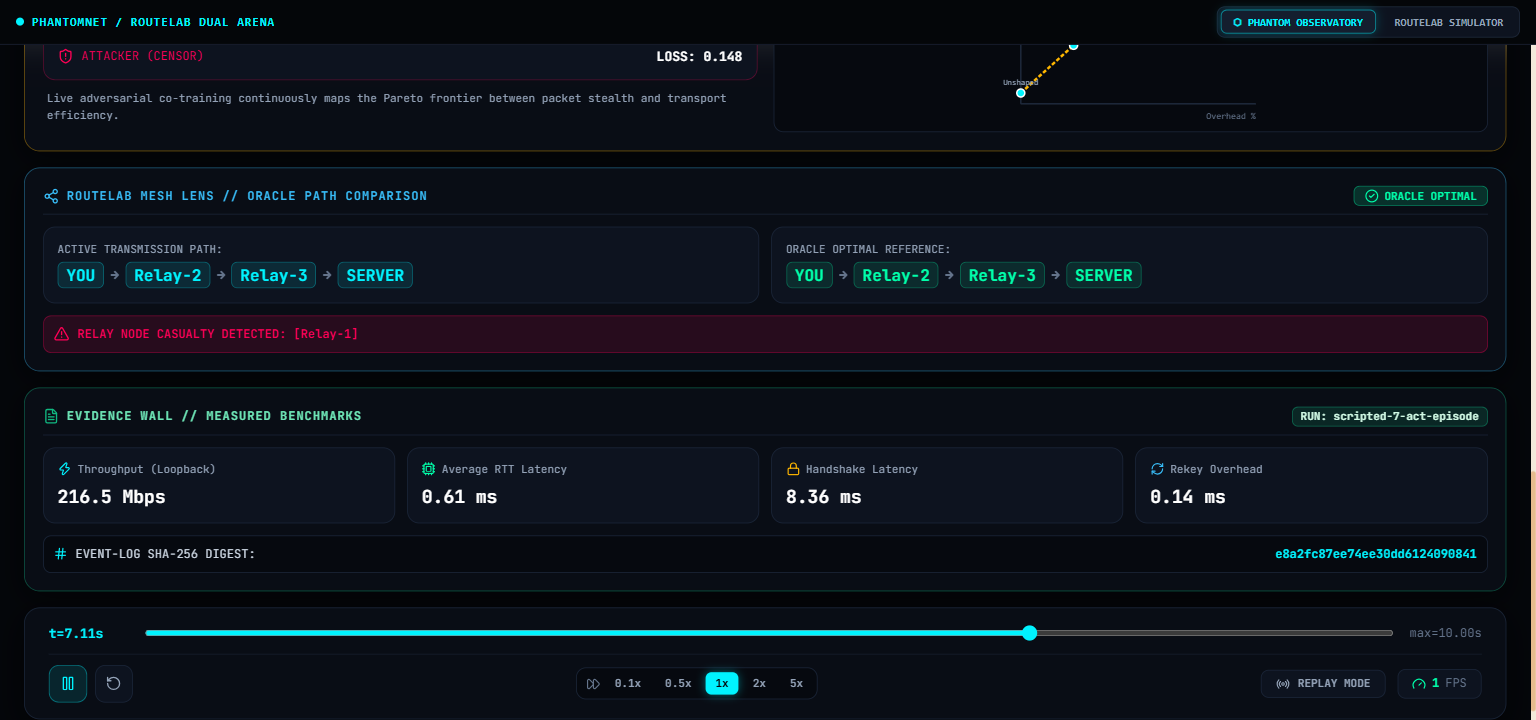 PHANTOMNET / ROUTELAB DUAL ARENA
PHANTOM OBSERVATORY
ROUTELAB SIMULATOR
ATTACKER (CENSOR)
LOSS: 0.148
Live adversarial co-training continuously maps the Pareto frontier between packet stealth and transport
efficiency.
Unshaped
Overhead %
ROUTELAB MESH LENS // ORACLE PATH COMPARISON
ORACLE OPTIMAL
ACTIVE TRANSMISSION PATH:
YOU → Relay-2 → Relay-3 → SERVER
ORACLE OPTIMAL REFERENCE:
YOU → Relay-2 → Relay-3 → SERVER
RELAY NODE CASUALTY DETECTED: [Relay-1]
EVIDENCE WALL // MEASURED BENCHMARKS
RUN: scripted-7-act-episode
Throughput (Loopback)
216.5 Mbps
Average RTT Latency
0.61 ms
Handshake Latency
8.36 ms
Rekey Overhead
0.14 ms
EVENT-LOG SHA-256 DIGEST:
e8a2fc87ee74ee30dd6124090841
t=7.11s
max=10.00s
0.1x 0.5x 1x 2x 5x
REPLAY MODE
1 FPS